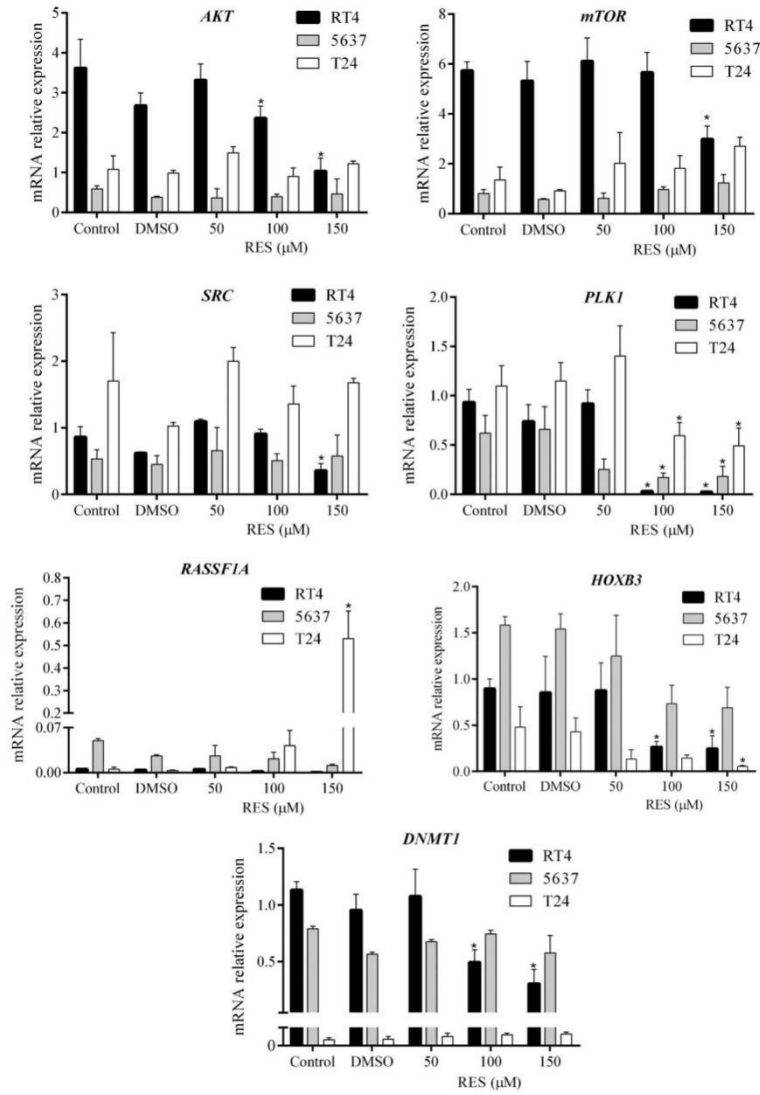 AKT
RT4
5637
T24
mRNA relative expression
5
4
3
2
1
0
* *
Control DMSO 50 100 150
RES (μM)
mTOR
RT4
5637
T24
mRNA relative expression
8
6
4
2
0
*
Control DMSO 50 100 150
RES (μM)
SRC
RT4
5637
T24
mRNA relative expression
3
2
1
0
*
Control DMSO 50 100 150
RES (μM)
PLK1
RT4
5637
T24
mRNA relative expression
2.0
1.5
1.0
0.5
0.0
* * * * * *
Control DMSO 50 100 150
RES (μM)
RASSF1A
RT4
5637
T24
mRNA relative expression
0.8
0.7
0.6
0.5
0.4
0.3
0.2
0.07
0.00
*
Control DMSO 50 100 150
RES (μM)
HOXB3
RT4
5637
T24
mRNA relative expression
2.0
1.5
1.0
0.5
0.0
* * *
Control DMSO 50 100 150
RES (μM)
DNMT1
RT4
5637
T24
mRNA relative expression
1.5
1.0
0.5
0
* *
Control DMSO 50 100 150
RES (μM)